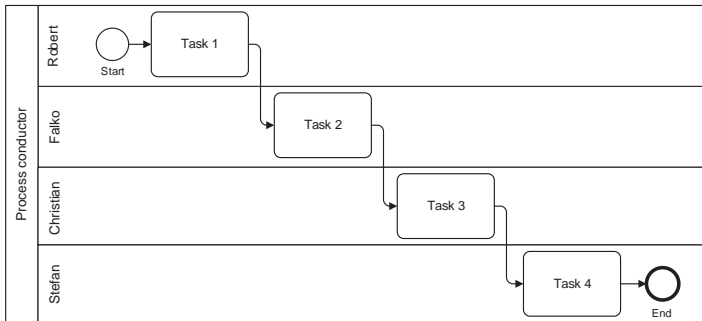 Process conductor
Robert
Start
Task 1
Falko
Task 2
Christian
Task 3
Stefan
Task 4
End